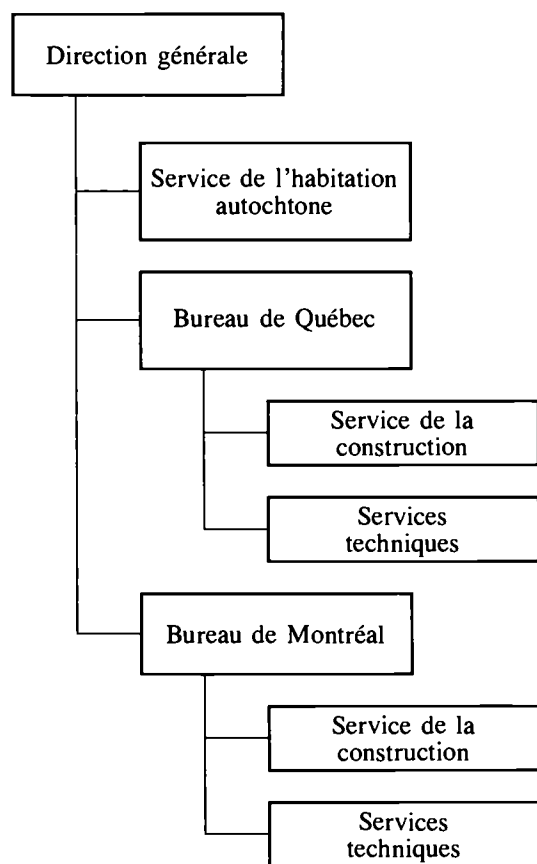 Direction générale
Service de l'habitation
autochtone
Bureau de Québec
Service de la
construction
Services
techniques
Bureau de Montréal
Service de la
construction
Services
techniques